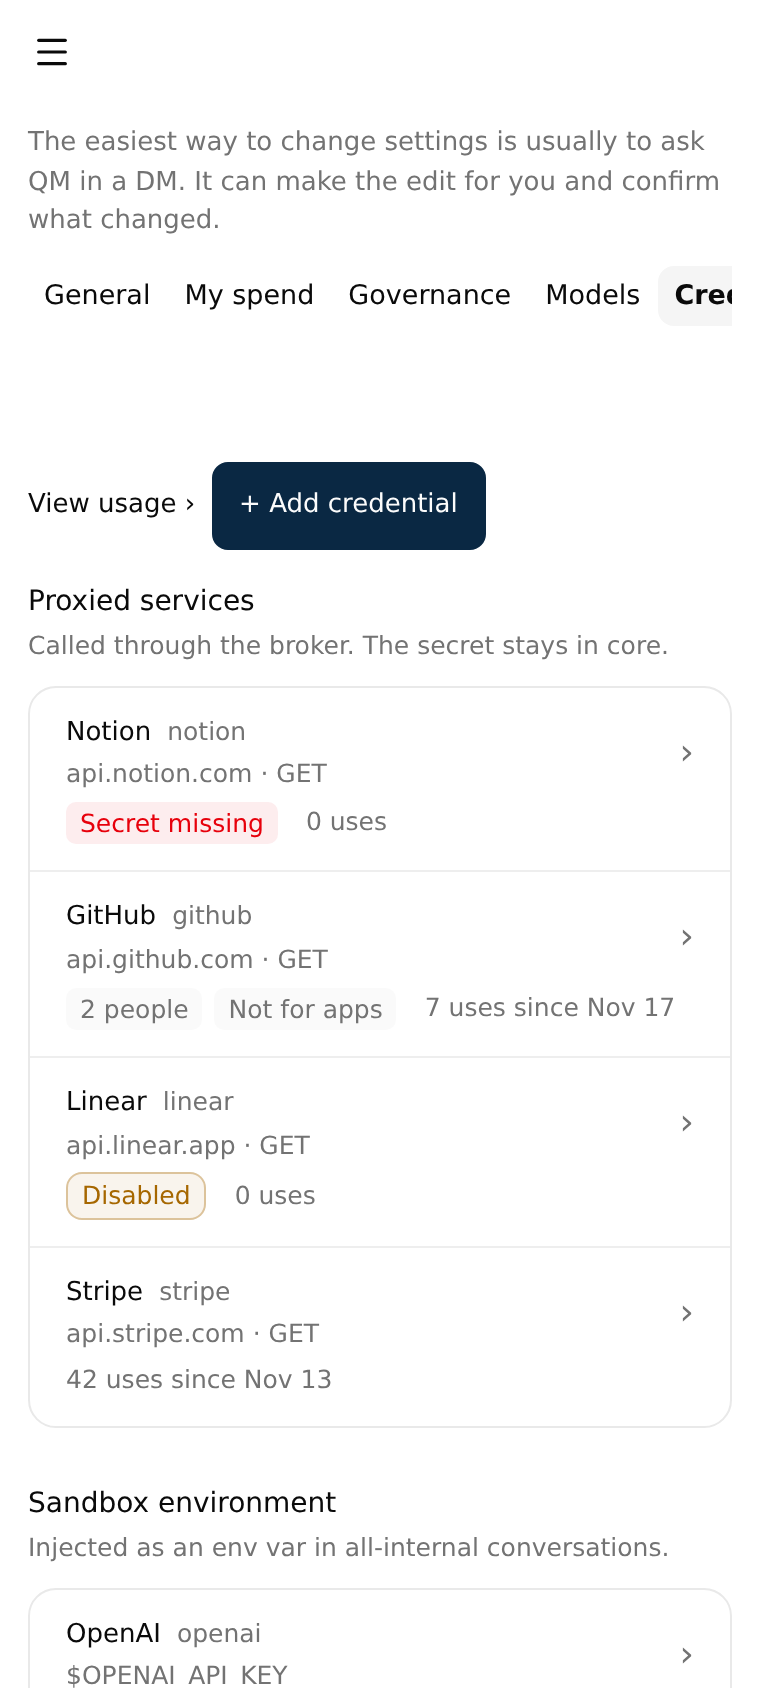 The easiest way to change settings is usually to ask
QM in a DM. It can make the edit for you and confirm
what changed.
General My spend Governance Models Cred
View usage ›
+ Add credential
Proxied services
Called through the broker. The secret stays in core.
Notion notion
api.notion.com · GET
Secret missing 0 uses
GitHub github
api.github.com · GET
2 people Not for apps 7 uses since Nov 17
Linear linear
api.linear.app · GET
Disabled 0 uses
Stripe stripe
api.stripe.com · GET
42 uses since Nov 13
Sandbox environment
Injected as an env var in all-internal conversations.
OpenAI openai
$OPENAI_API_KEY